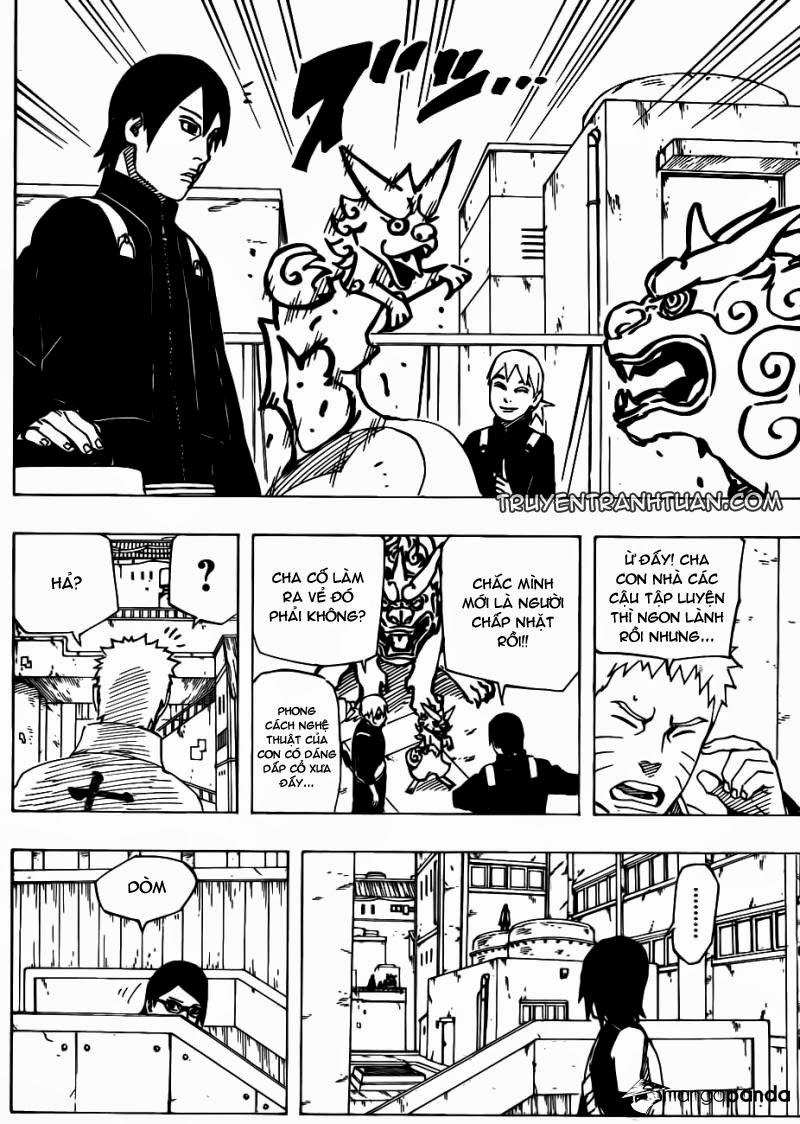 ズッ...
TRUYENTRANHTUAN.COM
HẢ?
?
CHA CỐ LÀM
RA VẺ ĐÓ
PHẢI KHÔNG?
PHONG
CÁCH NGHỆ
THUẬT CỦA
CON CÓ DÁNG
DẤP CỔ XƯA
ĐẤY...
CHẮC MÌNH
MỚI LÀ NGƯỜI
CHẤP NHẶT
RỒI!!
Ừ ĐẤY! CHA
CON NHÀ CÁC
CẬU TẬP LUYỆN
THÌ NGON LÀNH
RỒI NHƯNG...
DÒM
.........
mangapanda